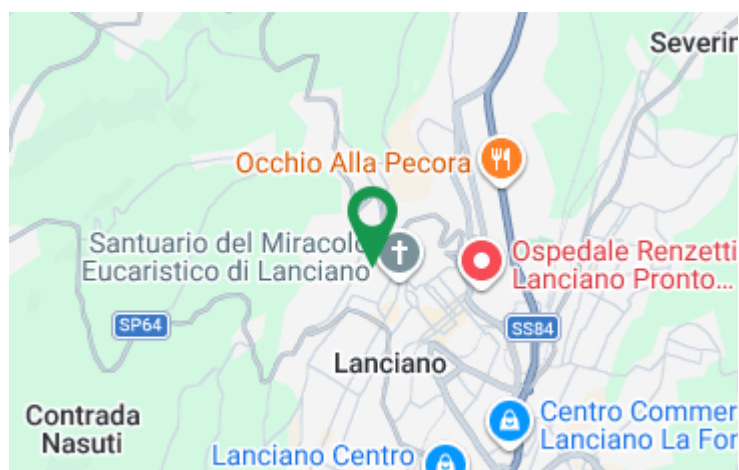 Severin
Occhio Alla Pecora
Santuario del Miracolo
Eucaristico di Lanciano
Ospedale Renzetti
Lanciano Pronto...
SP64
SS84
Lanciano
Contrada
Nasuti
Centro Commer
Lanciano La For
Lanciano Centro